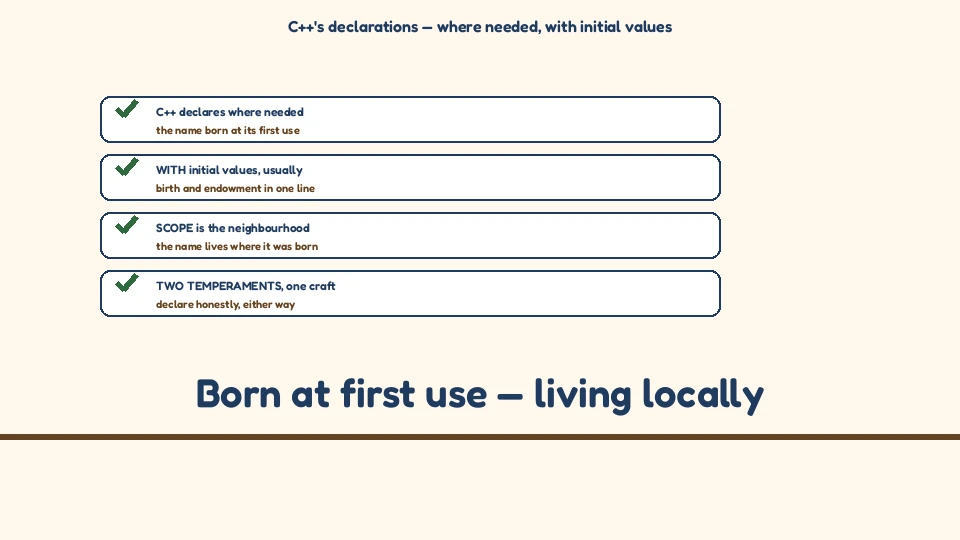 C++'s declarations — where needed, with initial values
C++ declares where needed
the name born at its first use
WITH initial values, usually
birth and endowment in one line
SCOPE is the neighbourhood
the name lives where it was born
TWO TEMPERAMENTS, one craft
declare honestly, either way
Born at first use — living locally